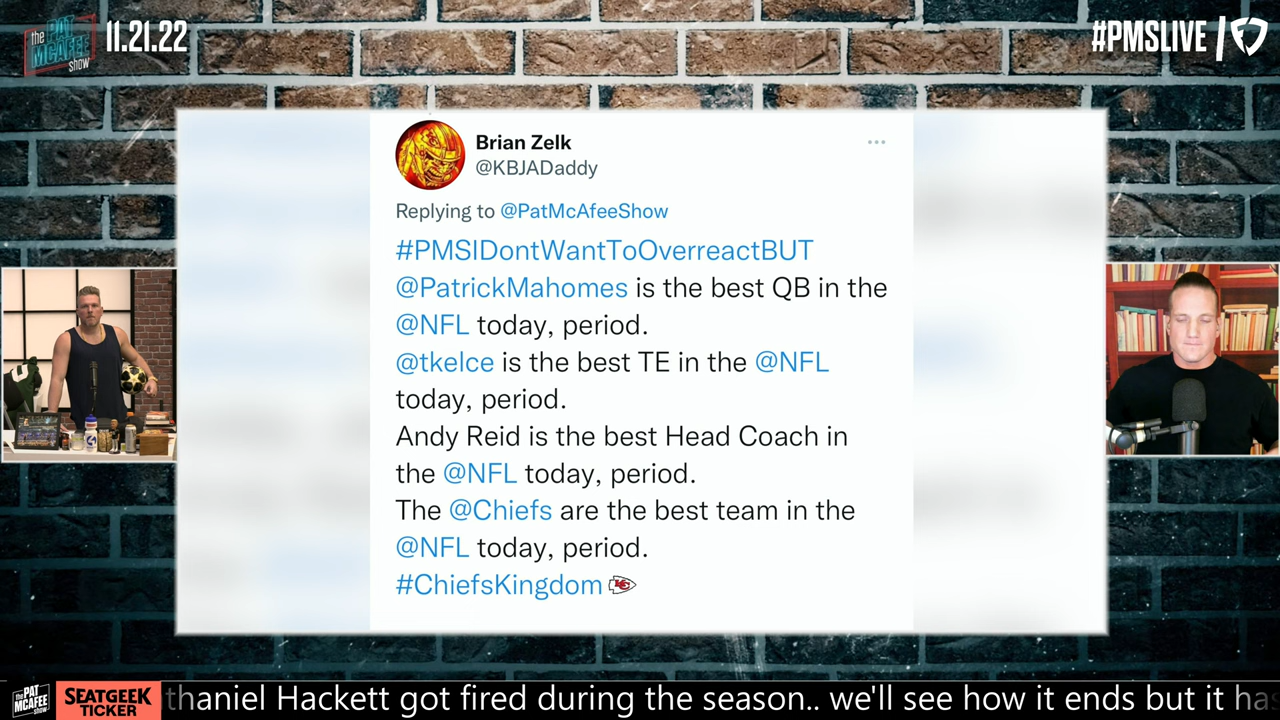 the
PAT
MCAFEE
show
11.21.22
#PMSLIVE |
Brian Zelk
@KBJADaddy
Replying to @PatMcAfeeShow
#PMSIDontWantToOverreactBUT
@PatrickMahomes is the best QB in the
@NFL today, period.
@tkelce is the best TE in the @NFL
today, period.
Andy Reid is the best Head Coach in
the @NFL today, period.
The @Chiefs are the best team in the
@NFL today, period.
#ChiefsKingdom
KC
the PAT
MCAFEE
show
SEATGEEK
TICKER
thaniel Hackett got fired during the season.. we'll see how it ends but it has